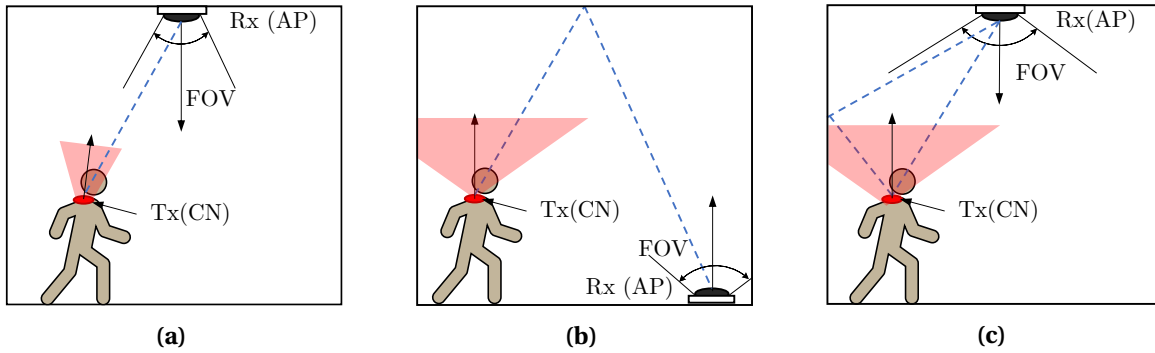 Rx (AP)
FOV
Tx(CN)
(a)
Tx(CN)
FOV
Rx (AP)
(b)
Rx(AP)
FOV
Tx(CN)
(c)